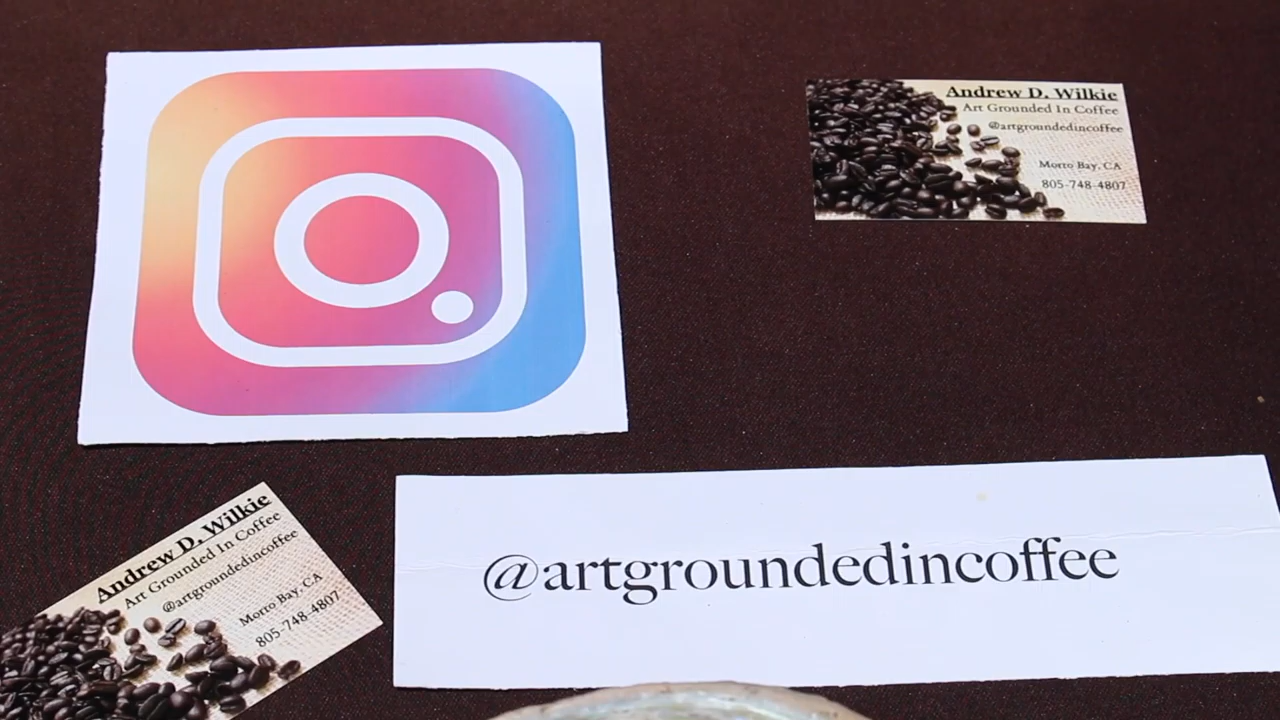 Andrew D. Wilkie
Art Grounded In Coffee
@artgroundedincoffee
Morro Bay, CA
805-748-4807
@artgroundedincoffee
Andrew D. Wilkie
Art Grounded In Coffee
@artgroundedincoffee
Morro Bay, CA
805-748-4807